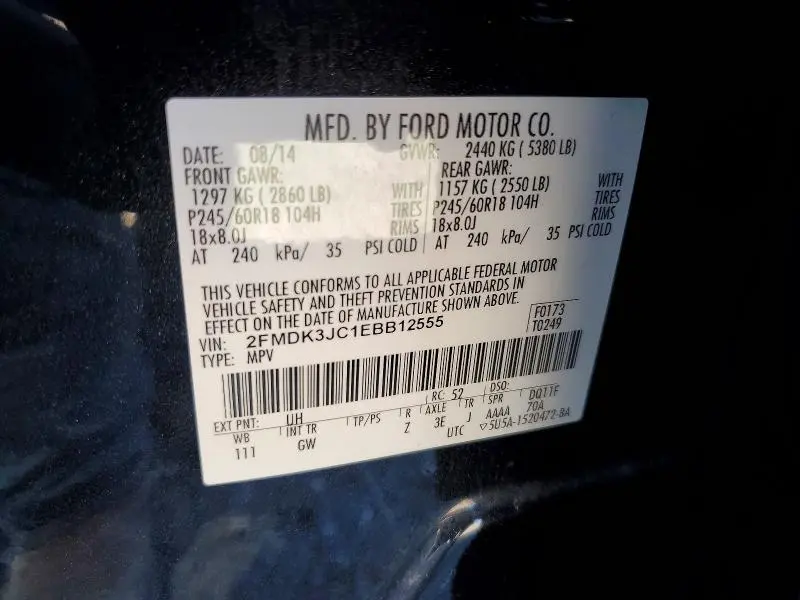 MFD. BY FORD MOTOR CO.
DATE: 08/14 GVWR: 2440 KG ( 5380 LB)
FRONT GAWR: REAR GAWR:
1297 KG ( 2860 LB) WITH 1157 KG ( 2550 LB) WITH
P245/60R18 104H TIRES P245/60R18 104H TIRES
18x8.0J RIMS 18x8.0J RIMS
AT 240 kPa/ 35 PSI COLD AT 240 kPa/ 35 PSI COLD
THIS VEHICLE CONFORMS TO ALL APPLICABLE FEDERAL MOTOR
VEHICLE SAFETY AND THEFT PREVENTION STANDARDS IN
EFFECT ON THE DATE OF MANUFACTURE SHOWN ABOVE.
VIN: 2FMDK3JC1EBB12555 F0173
TYPE: MPV T0249
RC: 52 DSO:
EXT PNT: UH DQ11F
WB INT TR TP/PS R AXLE TR SPR AAAA 70A
111 GW Z 3E J
UTC ▽5U5A-1520472-BA